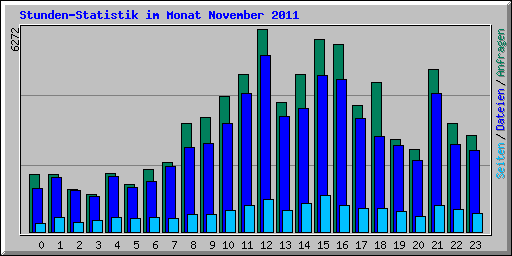 Stunden-Statistik im Monat November 2011
6272
Seiten / Dateien / Anfragen
0 1 2 3 4 5 6 7 8 9 10 11 12 13 14 15 16 17 18 19 20 21 22 23